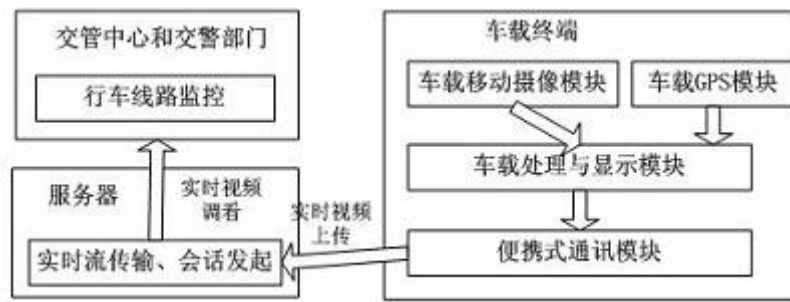 交管中心和交警部门
行车线路监控
服务器
实时视频
调看
实时流传输、会话发起
实时视频
上传
车载终端
车载移动摄像模块
车载GPS模块
车载处理与显示模块
便携式通讯模块